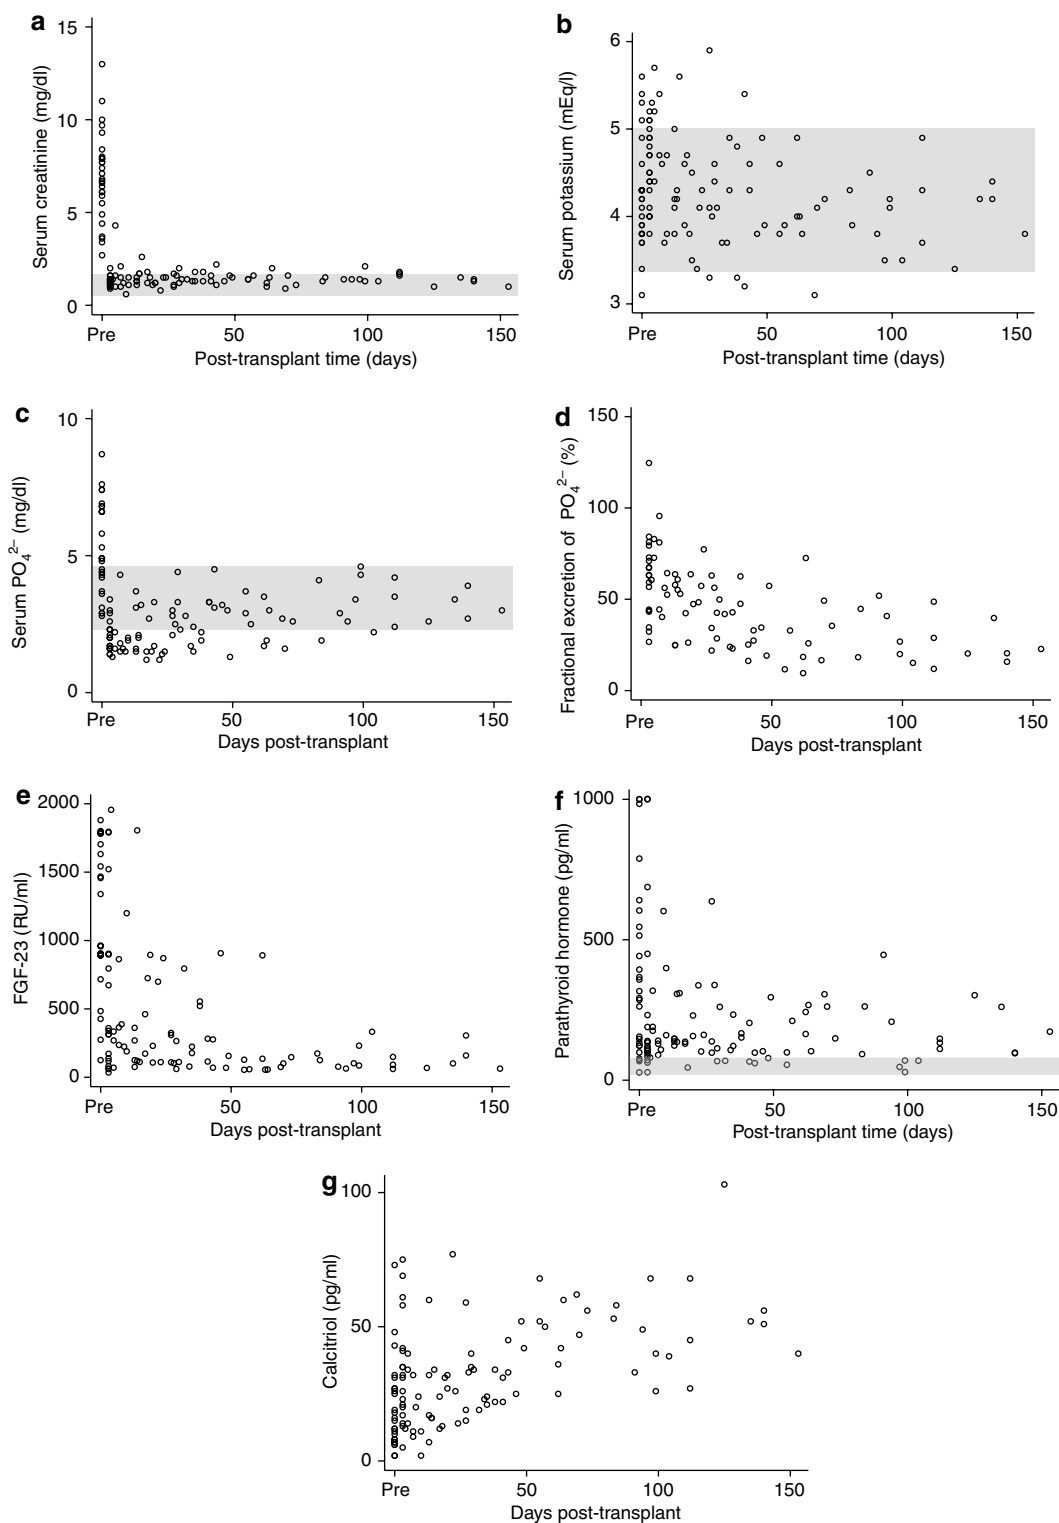 a
15
10
5
0
Serum creatinine (mg/dl)
Pre
50
100
150
Post-transplant time (days)
b
6
5
4
3
Serum potassium (mEq/l)
Pre
50
100
150
Post-transplant time (days)
c
10
5
0
Serum PO₄²⁻ (mg/dl)
Pre
50
100
150
Days post-transplant
d
150
100
50
0
Fractional excretion of PO₄²⁻ (%)
Pre
50
100
150
Days post-transplant
e
2000
1500
1000
500
0
FGF-23 (RU/ml)
Pre
50
100
150
Days post-transplant
f
1000
500
0
Parathyroid hormone (pg/ml)
Pre
50
100
150
Post-transplant time (days)
g
100
50
0
Calcitriol (pg/ml)
Pre
50
100
150
Days post-transplant